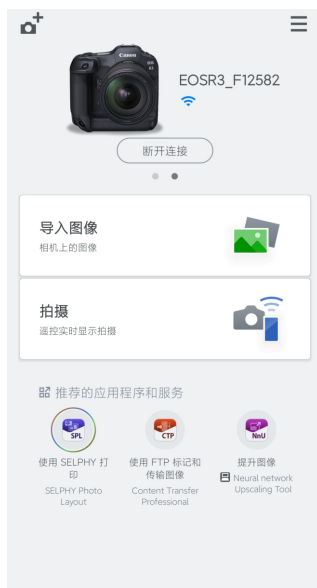 Canon
EOS
R3
EOSR3_F12582
断开连接
导入图像
相机上的图像
拍摄
遥控实时显示拍摄
推荐的应用程序和服务
SPL
CTP
NnU
使用 SELPHY 打
印
SELPHY Photo
Layout
使用 FTP 标记和
传输图像
Content Transfer
Professional
提升图像
Neural network
Upscaling Tool